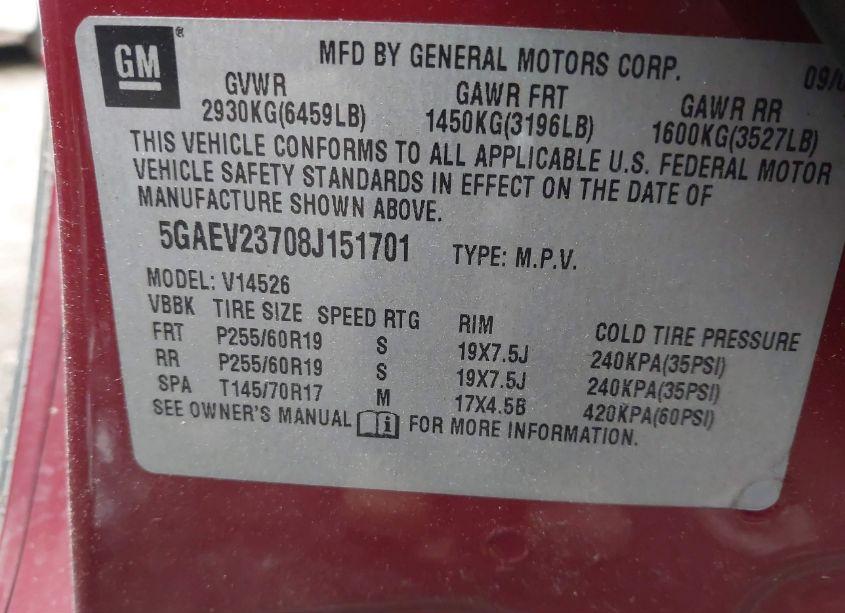 GM ®
MFD BY GENERAL MOTORS CORP. 09/0
GVWR GAWR FRT GAWR RR
2930KG(6459LB) 1450KG(3196LB) 1600KG(3527LB)
THIS VEHICLE CONFORMS TO ALL APPLICABLE U.S. FEDERAL MOTOR
VEHICLE SAFETY STANDARDS IN EFFECT ON THE DATE OF
MANUFACTURE SHOWN ABOVE.
5GAEV23708J151701 TYPE: M.P.V.
MODEL: V14526
VBBK TIRE SIZE SPEED RTG RIM COLD TIRE PRESSURE
FRT P255/60R19 S 19X7.5J 240KPA(35PSI)
RR P255/60R19 S 19X7.5J 240KPA(35PSI)
SPA T145/70R17 M 17X4.5B 420KPA(60PSI)
SEE OWNER'S MANUAL i FOR MORE INFORMATION.